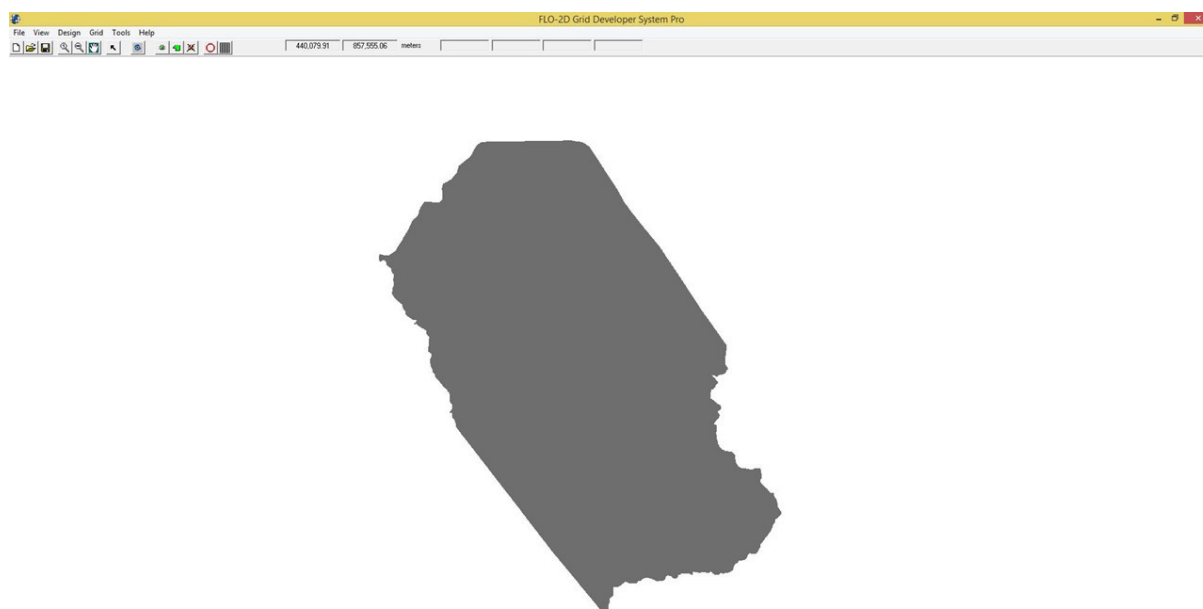 FLO-2D Grid Developer System Pro
File View Design Grid Tools Help
440,079.91 857,555.06 meters